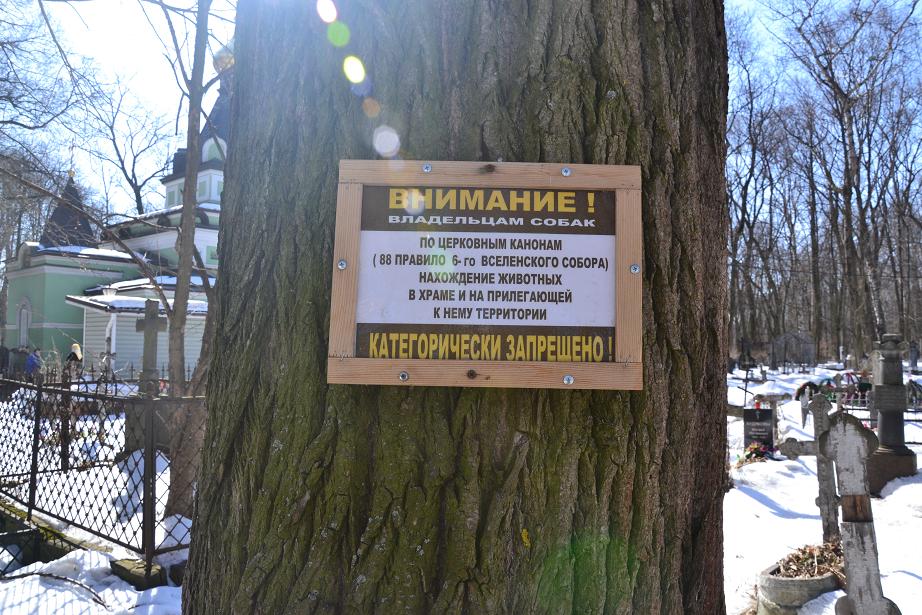 ВНИМАНИЕ !
ВЛАДЕЛЬЦАМ СОБАК
ПО ЦЕРКОВНЫМ КАНОНАМ
( 88 ПРАВИЛО 6-го ВСЕЛЕНСКОГО СОБОРА)
НАХОЖДЕНИЕ ЖИВОТНЫХ
В ХРАМЕ И НА ПРИЛЕГАЮЩЕЙ
К НЕМУ ТЕРРИТОРИИ
КАТЕГОРИЧЕСКИ ЗАПРЕШЕНО !